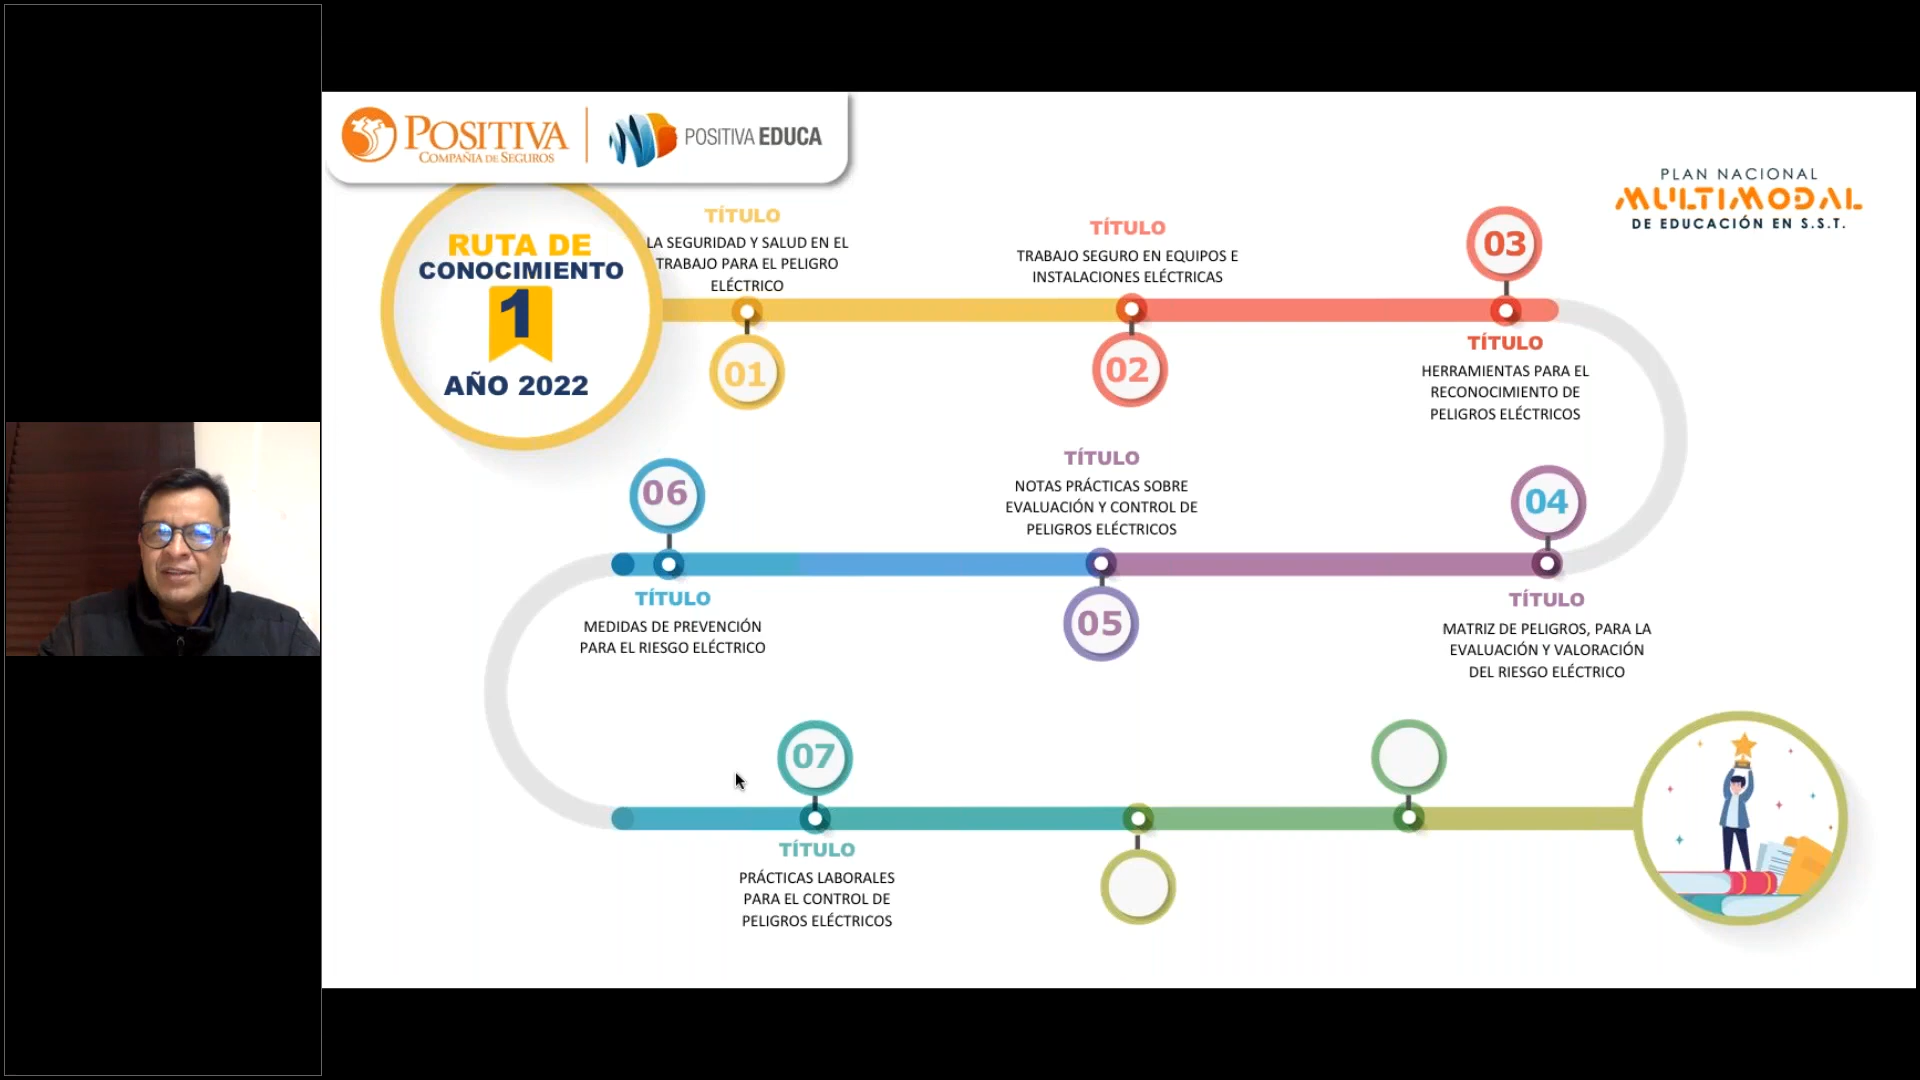 POSITIVA
COMPAÑIA DE SEGUROS
POSITIVA EDUCA
PLAN NACIONAL
MULTIMODAL
DE EDUCACIÓN EN S.S.T.
RUTA DE
CONOCIMIENTO
1
AÑO 2022
TÍTULO
LA SEGURIDAD Y SALUD EN EL
TRABAJO PARA EL PELIGRO
ELÉCTRICO
01
TÍTULO
TRABAJO SEGURO EN EQUIPOS E
INSTALACIONES ELÉCTRICAS
02
03
TÍTULO
HERRAMIENTAS PARA EL
RECONOCIMIENTO DE
PELIGROS ELÉCTRICOS
04
TÍTULO
MATRIZ DE PELIGROS, PARA LA
EVALUACIÓN Y VALORACIÓN
DEL RIESGO ELÉCTRICO
TÍTULO
NOTAS PRÁCTICAS SOBRE
EVALUACIÓN Y CONTROL DE
PELIGROS ELÉCTRICOS
05
06
TÍTULO
MEDIDAS DE PREVENCIÓN
PARA EL RIESGO ELÉCTRICO
07
TÍTULO
PRÁCTICAS LABORALES
PARA EL CONTROL DE
PELIGROS ELÉCTRICOS